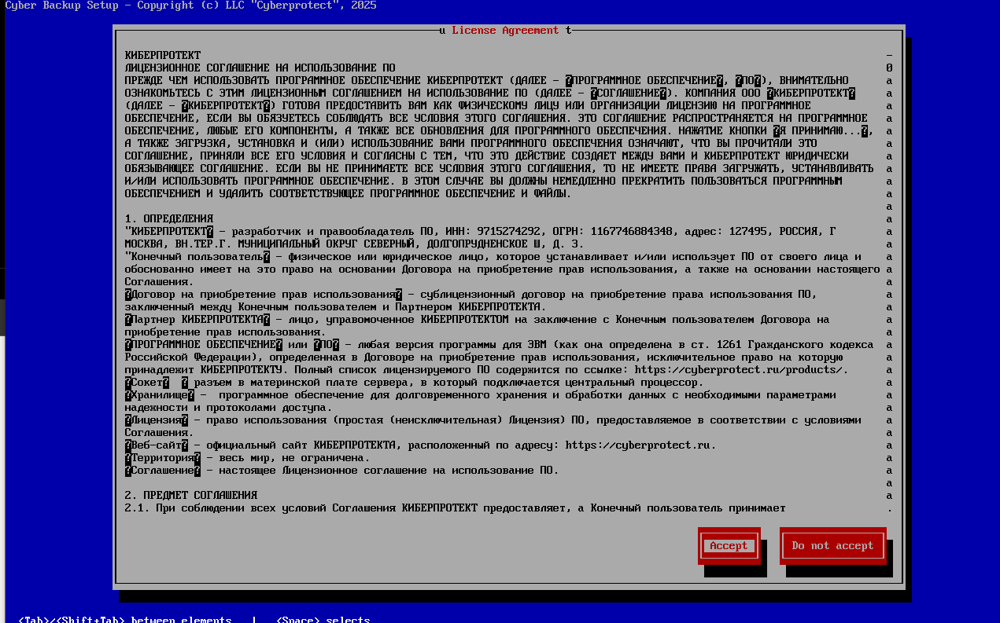 Cyber Backup Setup - Copyright (c) LLC "Cyberprotect", 2025
u License Agreement t
КИБЕРПРОТЕКТ
ЛИЦЕНЗИОННОЕ СОГЛАШЕНИЕ НА ИСПОЛЬЗОВАНИЕ ПО
ПРЕЖДЕ ЧЕМ ИСПОЛЬЗОВАТЬ ПРОГРАММНОЕ ОБЕСПЕЧЕНИЕ КИБЕРПРОТЕКТ (ДАЛЕЕ - ?ПРОГРАММНОЕ ОБЕСПЕЧЕНИЕ?, ?ПО?), ВНИМАТЕЛЬНО
ОЗНАКОМЬТЕСЬ С ЭТИМ ЛИЦЕНЗИОННЫМ СОГЛАШЕНИЕМ НА ИСПОЛЬЗОВАНИЕ ПО (ДАЛЕЕ - ?СОГЛАШЕНИЕ?). КОМПАНИЯ ООО ?КИБЕРПРОТЕКТ?
(ДАЛЕЕ - ?КИБЕРПРОТЕКТ?) ГОТОВА ПРЕДОСТАВИТЬ ВАМ КАК ФИЗИЧЕСКОМУ ЛИЦУ ИЛИ ОРГАНИЗАЦИИ ЛИЦЕНЗИЮ НА ПРОГРАММНОЕ
ОБЕСПЕЧЕНИЕ, ЕСЛИ ВЫ ОБЯЗУЕТЕСЬ СОБЛЮДАТЬ ВСЕ УСЛОВИЯ ЭТОГО СОГЛАШЕНИЯ. ЭТО СОГЛАШЕНИЕ РАСПРОСТРАНЯЕТСЯ НА ПРОГРАММНОЕ
ОБЕСПЕЧЕНИЕ, ЛЮБЫЕ ЕГО КОМПОНЕНТЫ, А ТАКЖЕ ВСЕ ОБНОВЛЕНИЯ ДЛЯ ПРОГРАММНОГО ОБЕСПЕЧЕНИЯ. НАЖАТИЕ КНОПКИ ?Я ПРИНИМАЮ...?,
А ТАКЖЕ ЗАГРУЗКА, УСТАНОВКА И (ИЛИ) ИСПОЛЬЗОВАНИЕ ВАМИ ПРОГРАММНОГО ОБЕСПЕЧЕНИЯ ОЗНАЧАЮТ, ЧТО ВЫ ПРОЧИТАЛИ ЭТО
СОГЛАШЕНИЕ, ПРИНЯЛИ ВСЕ ЕГО УСЛОВИЯ И СОГЛАСНЫ С ТЕМ, ЧТО ЭТО ДЕЙСТВИЕ СОЗДАЕТ МЕЖДУ ВАМИ И КИБЕРПРОТЕКТ ЮРИДИЧЕСКИ
ОБЯЗЫВАЮЩЕЕ СОГЛАШЕНИЕ. ЕСЛИ ВЫ НЕ ПРИНИМАЕТЕ ВСЕ УСЛОВИЯ ЭТОГО СОГЛАШЕНИЯ, ТО НЕ ИМЕЕТЕ ПРАВА ЗАГРУЖАТЬ, УСТАНАВЛИВАТЬ
И/ИЛИ ИСПОЛЬЗОВАТЬ ПРОГРАММНОЕ ОБЕСПЕЧЕНИЕ. В ЭТОМ СЛУЧАЕ ВЫ ДОЛЖНЫ НЕМЕДЛЕННО ПРЕКРАТИТЬ ПОЛЬЗОВАТЬСЯ ПРОГРАММНЫМ
ОБЕСПЕЧЕНИЕМ И УДАЛИТЬ СООТВЕТСТВУЮЩЕЕ ПРОГРАММНОЕ ОБЕСПЕЧЕНИЕ И ФАЙЛЫ.
1. ОПРЕДЕЛЕНИЯ
"КИБЕРПРОТЕКТ? - разработчик и правообладатель ПО, ИНН: 9715274292, ОГРН: 1167746884348, адрес: 127495, РОССИЯ, Г
МОСКВА, ВН.ТЕР.Г. МУНИЦИПАЛЬНЫЙ ОКРУГ СЕВЕРНЫЙ, ДОЛГОПРУДНЕНСКОЕ Ш, Д. 3.
"Конечный пользователь? - физическое или юридическое лицо, которое устанавливает и/или использует ПО от своего лица и
обоснованно имеет на это право на основании Договора на приобретение прав использования, а также на основании настоящего
Соглашения.
?Договор на приобретение прав использования? - сублицензионный договор на приобретение права использования ПО,
заключенный между Конечным пользователем и Партнером КИБЕРПРОТЕКТА.
?Партнер КИБЕРПРОТЕКТА? - лицо, управомоченное КИБЕРПРОТЕКТОМ на заключение с Конечным пользователем Договора на
приобретение прав использования.
?ПРОГРАММНОЕ ОБЕСПЕЧЕНИЕ? или ?ПО? - любая версия программы для ЭВМ (как она определена в ст. 1261 Гражданского кодекса
Российской Федерации), определенная в Договоре на приобретение прав использования, исключительное право на которую
принадлежит КИБЕРПРОТЕКТУ. Полный список лицензируемого ПО содержится по ссылке: https://cyberprotect.ru/products/.
?Сокет? ? разъем в материнской плате сервера, в который подключается центральный процессор.
?Хранилище? - программное обеспечение для долговременного хранения и обработки данных с необходимыми параметрами
надежности и протоколами доступа.
?Лицензия? - право использования (простая (неисключительная) Лицензия) ПО, предоставляемое в соответствии с условиями
Соглашения.
?Веб-сайт? - официальный сайт КИБЕРПРОТЕКТА, расположенный по адресу: https://cyberprotect.ru.
?Территория? - весь мир, не ограничена.
?Соглашение? - настоящее Лицензионное соглашение на использование ПО.
2. ПРЕДМЕТ СОГЛАШЕНИЯ
2.1. При соблюдении всех условий Соглашения КИБЕРПРОТЕКТ предоставляет, а Конечный пользователь принимает
Accept
Do not accept
<Tab>/<Shift+Tab> between elements | <Space> selects